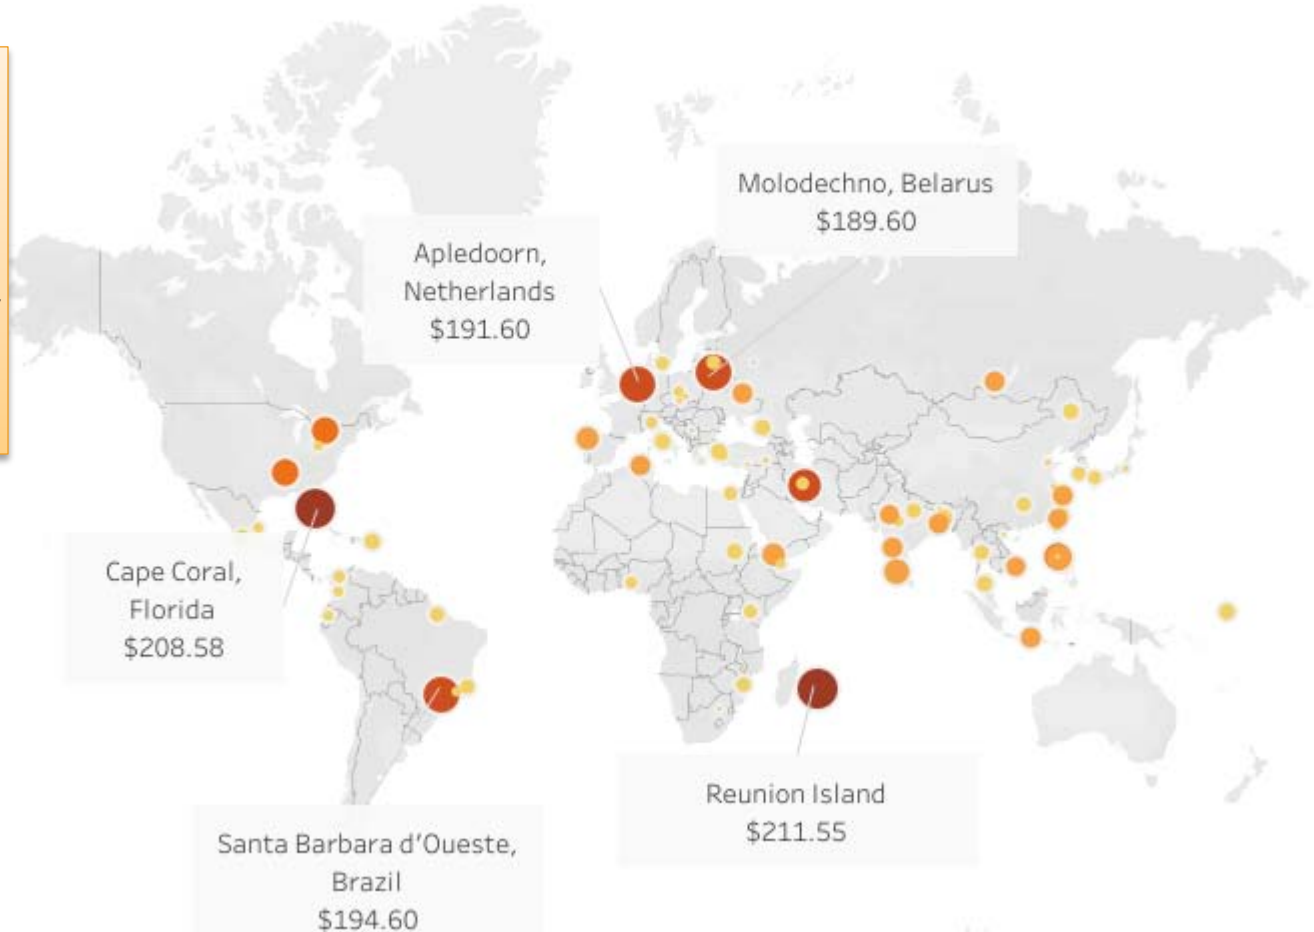 Molodechno, Belarus
$189.60
Apledoorn,
Netherlands
$191.60
Cape Coral,
Florida
$208.58
Reunion Island
$211.55
Santa Barbara d'Oueste,
Brazil
$194.60